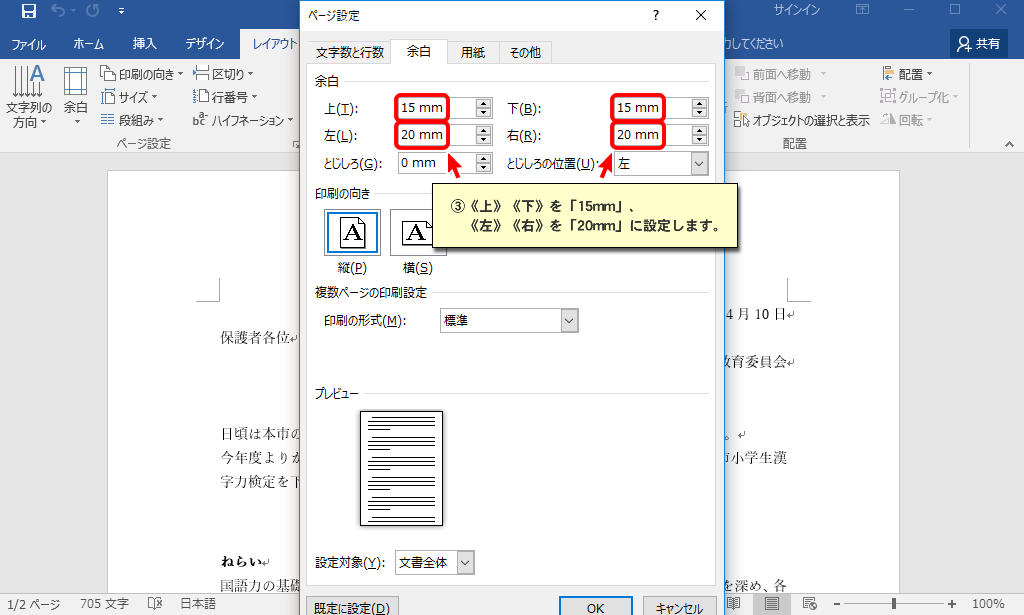 ページ設定 ? サインイン
ファイル ホーム 挿入 デザイン レイアウト 力してください 共有
文字列の方向 余白 印刷の向き サイズ 段組み 区切り 行番号 ハイフネーション
ページ設定
前面へ移動 背面へ移動 オブジェクトの選択と表示 配置 グループ化 回転
配置
文字数と行数 余白 用紙 その他
余白
上(T): 15 mm 下(B): 15 mm
左(L): 20 mm 右(R): 20 mm
とじしろ(G): 0 mm とじしろの位置(U): 左
③《上》《下》を「15mm」、
《左》《右》を「20mm」に設定します。
印刷の向き
縦(P) 横(S)
複数ページの印刷設定
印刷の形式(M): 標準
プレビュー
設定対象(Y): 文書全体
既定に設定(D) OK キャンセル
4 月 10 日
保護者各位
教育委員会
日頃は本市の 。
今年度より 市小学生漢
字力検定を下
ねらい
国語力の基礎 を深め、各
1/2 ページ 705 文字 日本語 100%